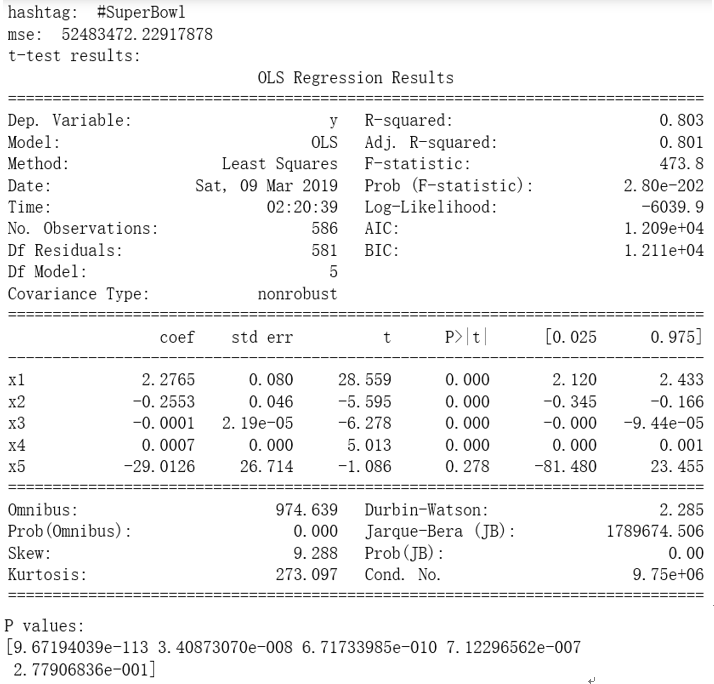 hashtag: #SuperBowl
mse: 52483472.22917878
t-test results:
OLS Regression Results
==============================================================================
Dep. Variable: y R-squared: 0.803
Model: OLS Adj. R-squared: 0.801
Method: Least Squares F-statistic: 473.8
Date: Sat, 09 Mar 2019 Prob (F-statistic): 2.80e-202
Time: 02:20:39 Log-Likelihood: -6039.9
No. Observations: 586 AIC: 1.209e+04
Df Residuals: 581 BIC: 1.211e+04
Df Model: 5
Covariance Type: nonrobust
==============================================================================
coef std err t P>|t| [0.025 0.975]
------------------------------------------------------------------------------
x1 2.2765 0.080 28.559 0.000 2.120 2.433
x2 -0.2553 0.046 -5.595 0.000 -0.345 -0.166
x3 -0.0001 2.19e-05 -6.278 0.000 -0.000 -9.44e-05
x4 0.0007 0.000 5.013 0.000 0.000 0.001
x5 -29.0126 26.714 -1.086 0.278 -81.480 23.455
==============================================================================
Omnibus: 974.639 Durbin-Watson: 2.285
Prob(Omnibus): 0.000 Jarque-Bera (JB): 1789674.506
Skew: 9.288 Prob(JB): 0.00
Kurtosis: 273.097 Cond. No. 9.75e+06
==============================================================================
P values:
[9.67194039e-113 3.40873070e-008 6.71733985e-010 7.12296562e-007
2.77906836e-001]